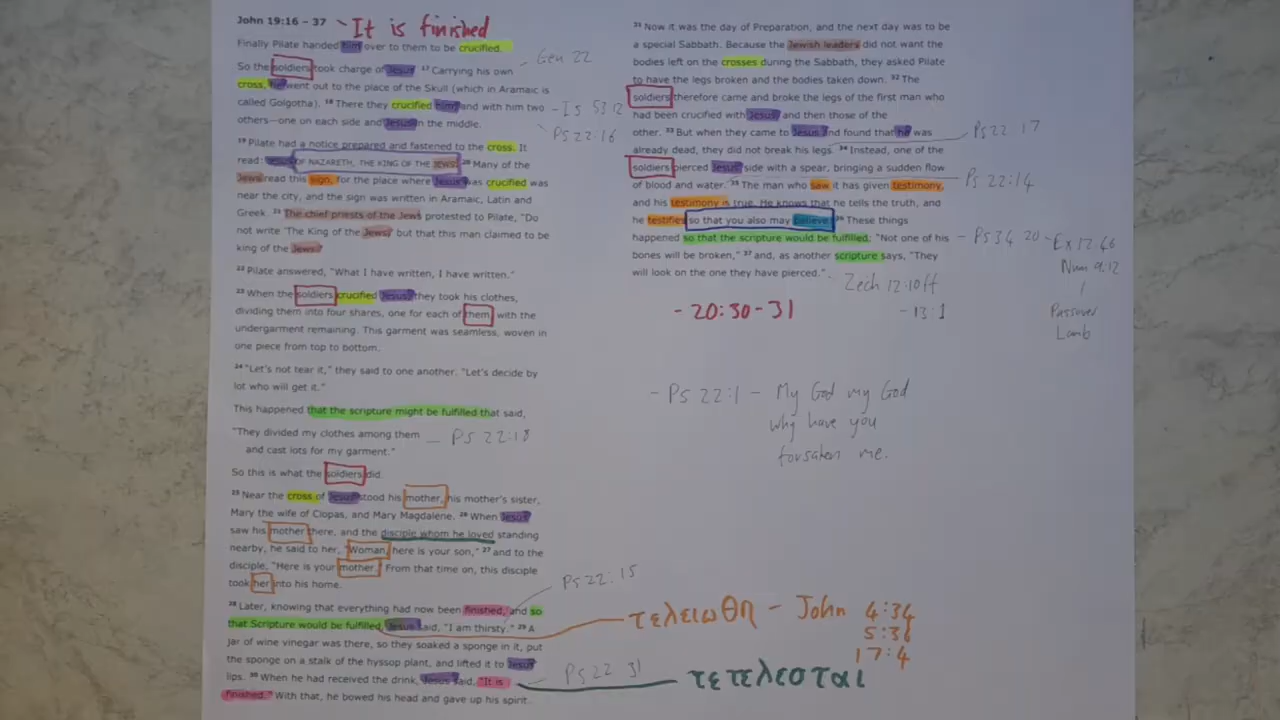 John 19:16 – 37 ~ It is finished
Finally Pilate handed him over to them to be crucified.
So the soldiers took charge of Jesus. ¹⁷ Carrying his own
Gen 22
cross, he went out to the place of the Skull (which in Aramaic is
called Golgotha). ¹⁸ There they crucified him, and with him two
– Is 53:12
others—one on each side and Jesus in the middle.
Ps 22:16
¹⁹ Pilate had a notice prepared and fastened to the cross. It
read: JESUS OF NAZARETH, THE KING OF THE JEWS. ²⁰ Many of the
Jews read this sign, for the place where Jesus was crucified was
near the city, and the sign was written in Aramaic, Latin and
Greek. ²¹ The chief priests of the Jews protested to Pilate, "Do
not write 'The King of the Jews,' but that this man claimed to be
king of the Jews."
²² Pilate answered, "What I have written, I have written."
²³ When the soldiers crucified Jesus, they took his clothes,
dividing them into four shares, one for each of them, with the
undergarment remaining. This garment was seamless, woven in
one piece from top to bottom.
²⁴ "Let's not tear it," they said to one another. "Let's decide by
lot who will get it."
This happened that the scripture might be fulfilled that said,
"They divided my clothes among them
– Ps 22:18
and cast lots for my garment."
So this is what the soldiers did.
²⁵ Near the cross of Jesus stood his mother, his mother's sister,
Mary the wife of Clopas, and Mary Magdalene. ²⁶ When Jesus
saw his mother there, and the disciple whom he loved standing
nearby, he said to her, "Woman, here is your son," ²⁷ and to the
disciple, "Here is your mother." From that time on, this disciple
took her into his home.
Ps 22:15
²⁸ Later, knowing that everything had now been finished, and so
that Scripture would be fulfilled, Jesus said, "I am thirsty." ²⁹ A
jar of wine vinegar was there, so they soaked a sponge in it, put
the sponge on a stalk of the hyssop plant, and lifted it to Jesus'
lips. ³⁰ When he had received the drink, Jesus said, "It is
Ps 22 31
finished." With that, he bowed his head and gave up his spirit.
³¹ Now it was the day of Preparation, and the next day was to be
a special Sabbath. Because the Jewish leaders did not want the
bodies left on the crosses during the Sabbath, they asked Pilate
to have the legs broken and the bodies taken down. ³² The
soldiers therefore came and broke the legs of the first man who
had been crucified with Jesus, and then those of the
other. ³³ But when they came to Jesus and found that he was
Ps 22:17
already dead, they did not break his legs. ³⁴ Instead, one of the
soldiers pierced Jesus' side with a spear, bringing a sudden flow
Ps 22:14
of blood and water. ³⁵ The man who saw it has given testimony,
and his testimony is true. He knows that he tells the truth, and
he testifies so that you also may believe. ³⁶ These things
happened so that the scripture would be fulfilled: "Not one of his
– Ps 34 20 – Ex 12:46
bones will be broken," ³⁷ and, as another scripture says, "They
Num 9:12
will look on the one they have pierced."
Zech 12:10ff
- 13:1
Passover
Lamb
- 20:30-31
- Ps 22:1 - My God my God
why have you
forsaken me.
τελειωθη - John 4:34
5:36
17:4
τετελεσται